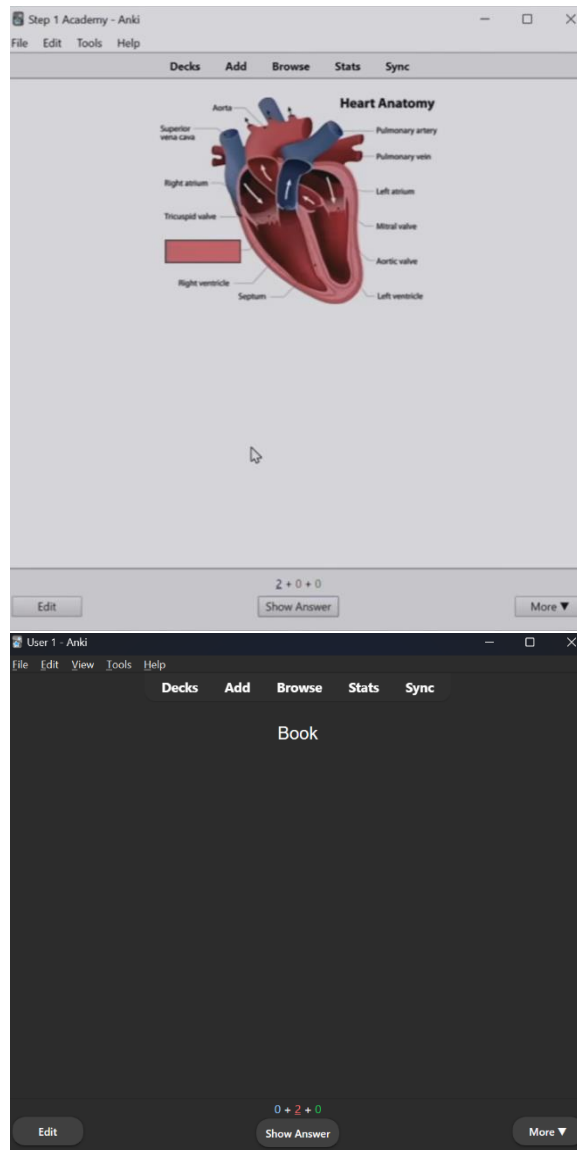 Step 1 Academy - Anki
File Edit Tools Help
Decks Add Browse Stats Sync
Heart Anatomy
Aorta
Superior
vena cava
Right atrium
Tricuspid valve
Right ventricle
Septum
Pulmonary artery
Pulmonary vein
Left atrium
Mitral valve
Aortic valve
Left ventricle
2 + 0 + 0
Edit Show Answer More ▼
User 1 - Anki
File Edit View Tools Help
Decks Add Browse Stats Sync
Book
0 + 2 + 0
Edit Show Answer More ▼